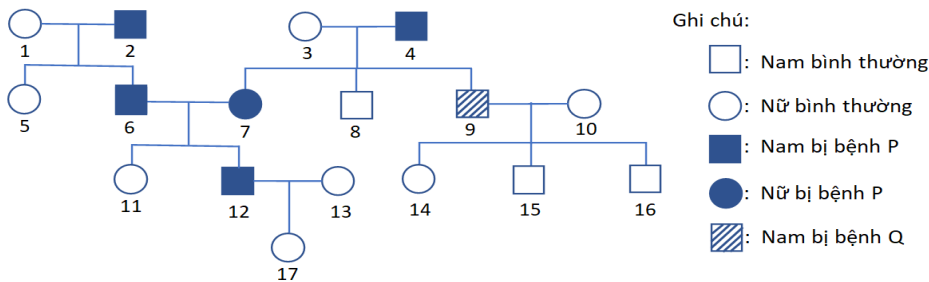 Ghi chú:
1
2
3
4
: Nam bình thường
5
6
7
8
9
10
: Nữ bình thường
: Nam bị bệnh P
11
12
13
14
15
16
: Nữ bị bệnh P
17
: Nam bị bệnh Q